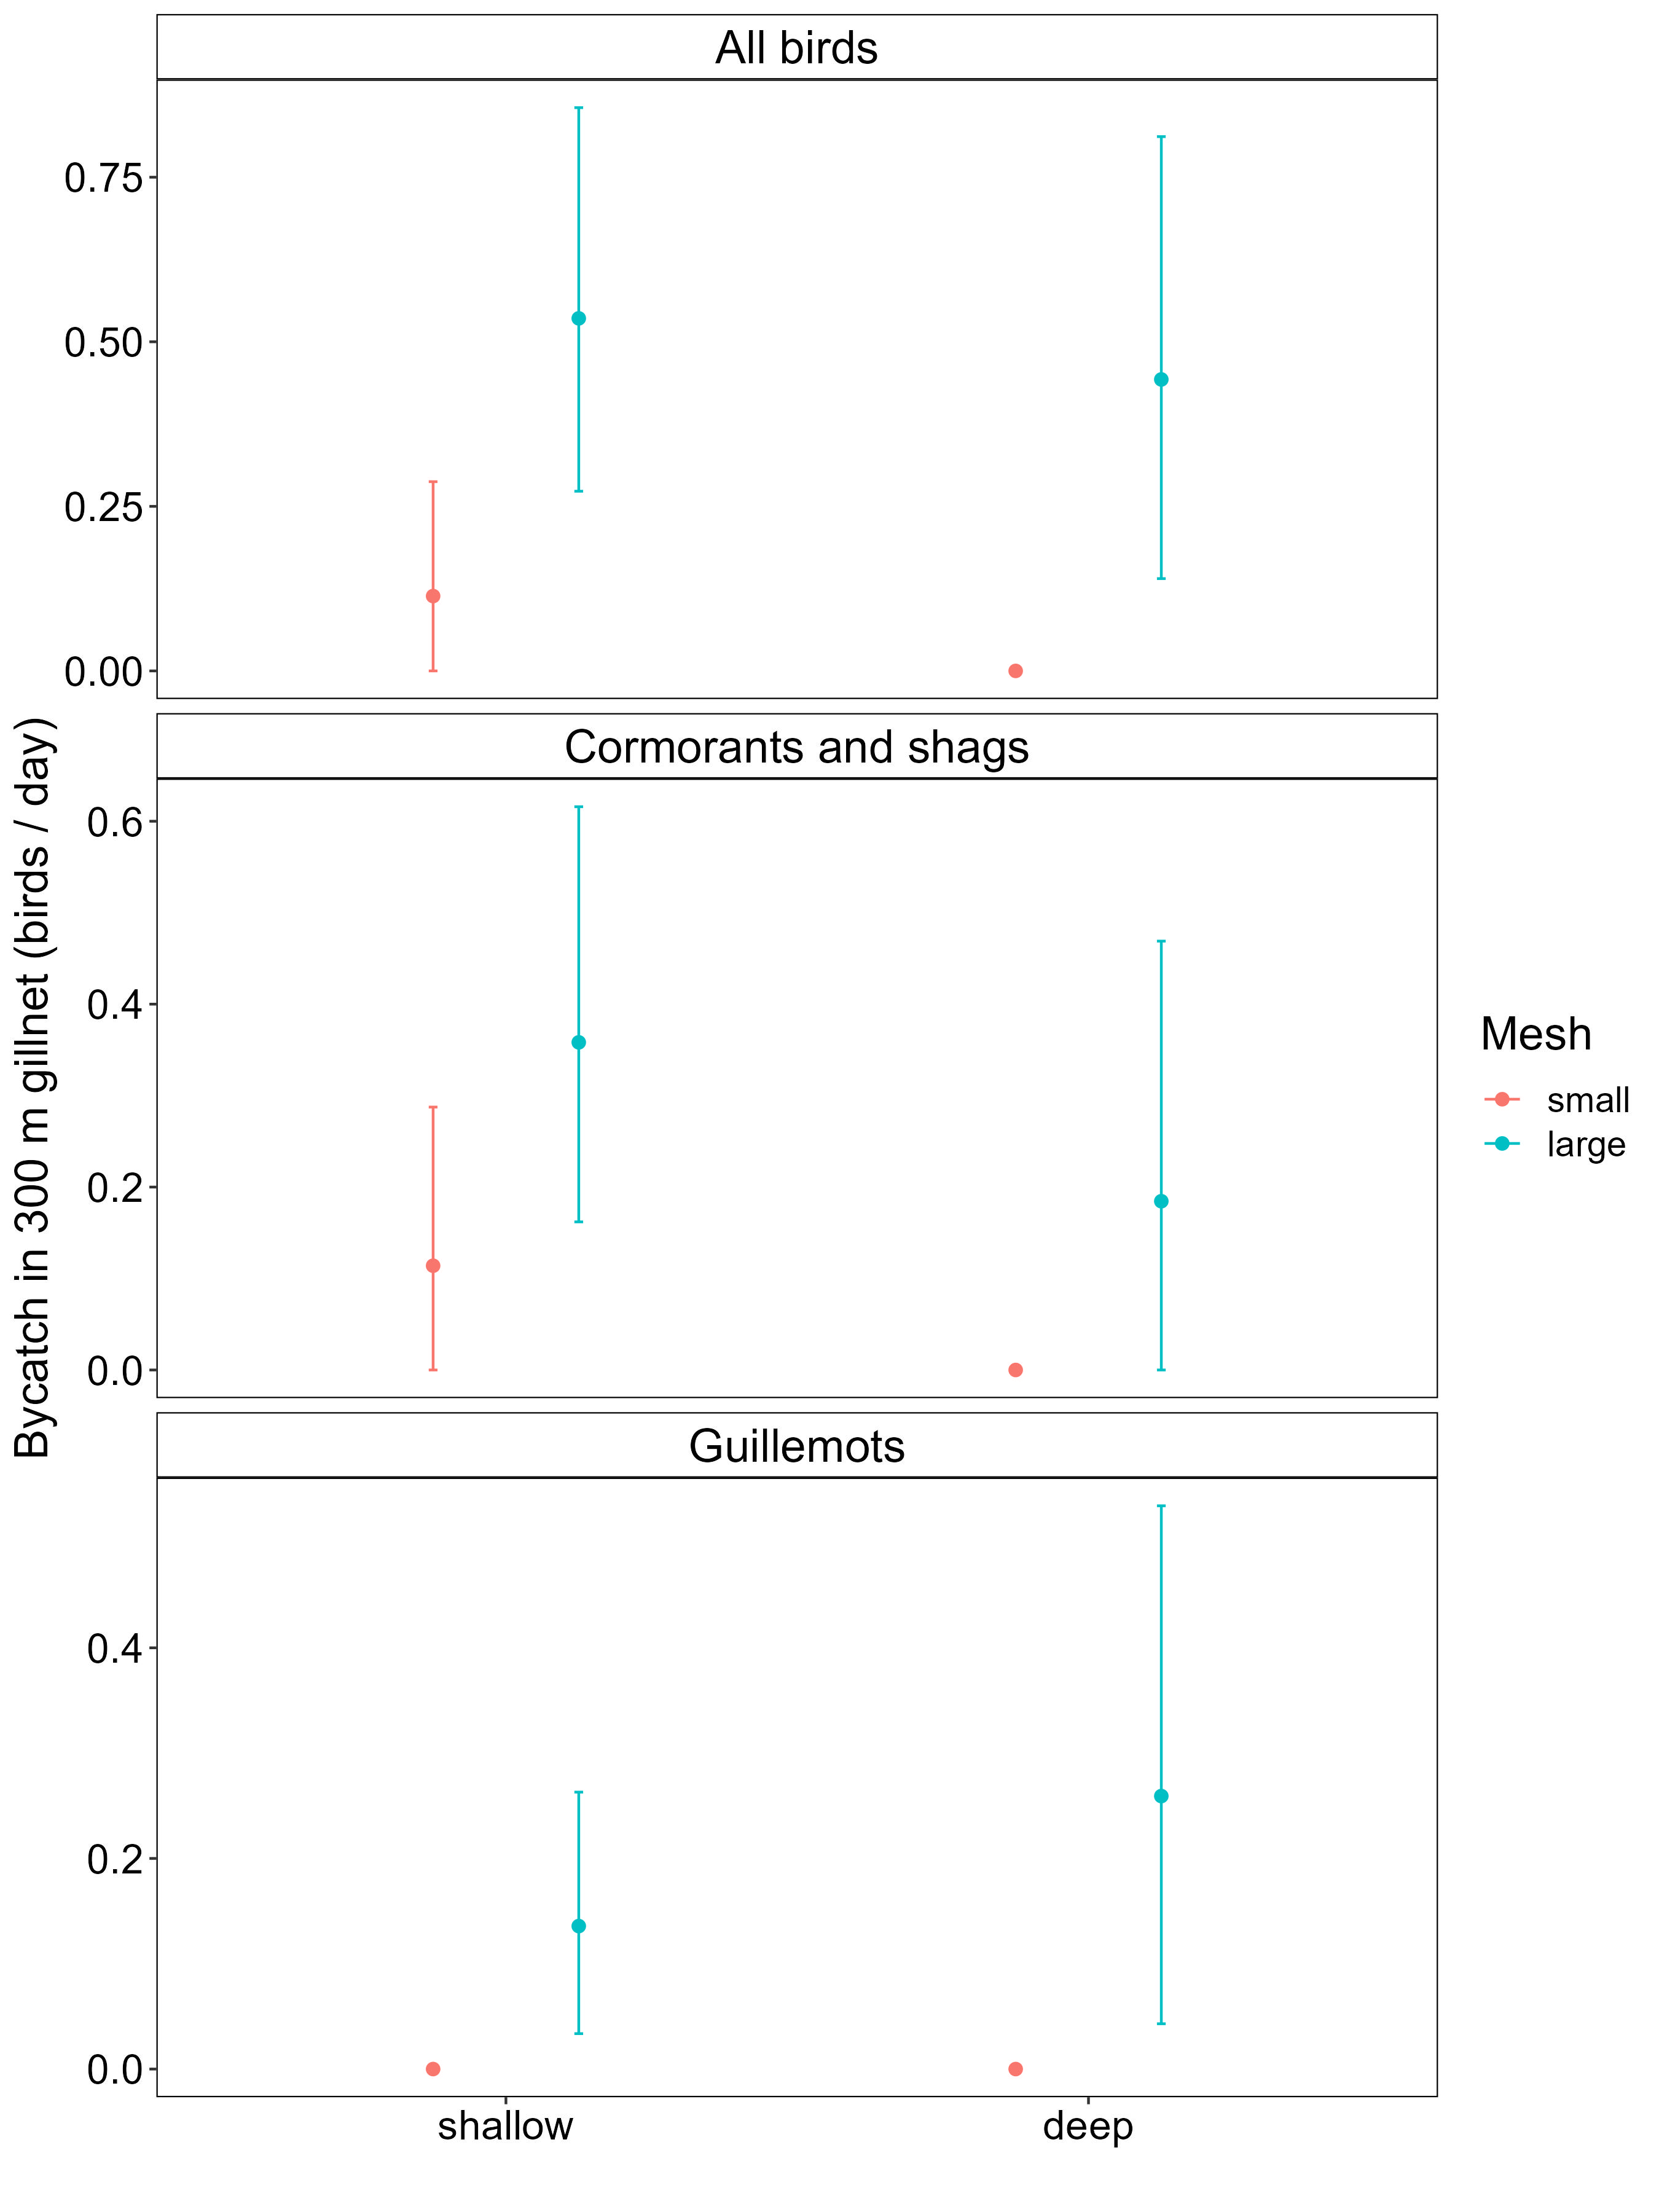 All birds
0.75
0.50
0.25
0.00
Cormorants and shags
0.6
0.4
0.2
0.0
Guillemots
0.4
0.2
0.0
shallow deep
Bycatch in 300 m gillnet (birds / day)
Mesh
small
large